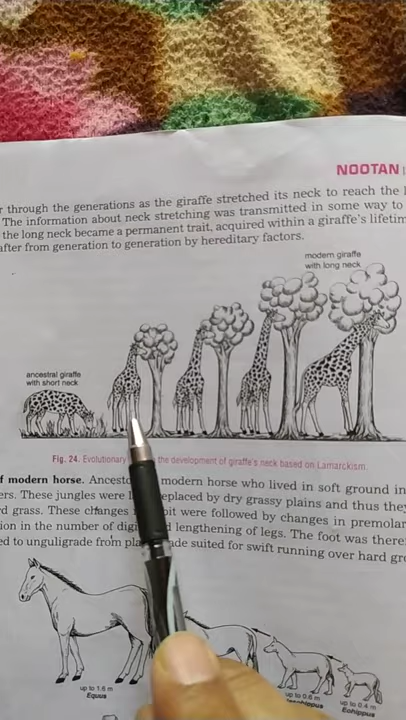 NOOTAN
r through the generations as the giraffe stretched its neck to reach the
The information about neck stretching was transmitted in some way to
the long neck became a permanent trait, acquired within a giraffe's
after from generation to generation by hereditary factors.
modern giraffe
with long neck
ancestral giraffe
with short neck
Fig. 24. Evolutionary the development of giraffe's neck based on Lamarckism.
f modern horse. modern horse who lived in soft ground in
ers. These jungles were eplaced by dry grassy plains and thus they
d grass. These changes bit were followed by changes in premolar
ion in the number of d lengthening of legs. The foot was
ed to unguligrade from ade suited for swift running over hard
up to 1.6 m
Equus
up to 0.6 m
up to 0.4 m
Eohippus